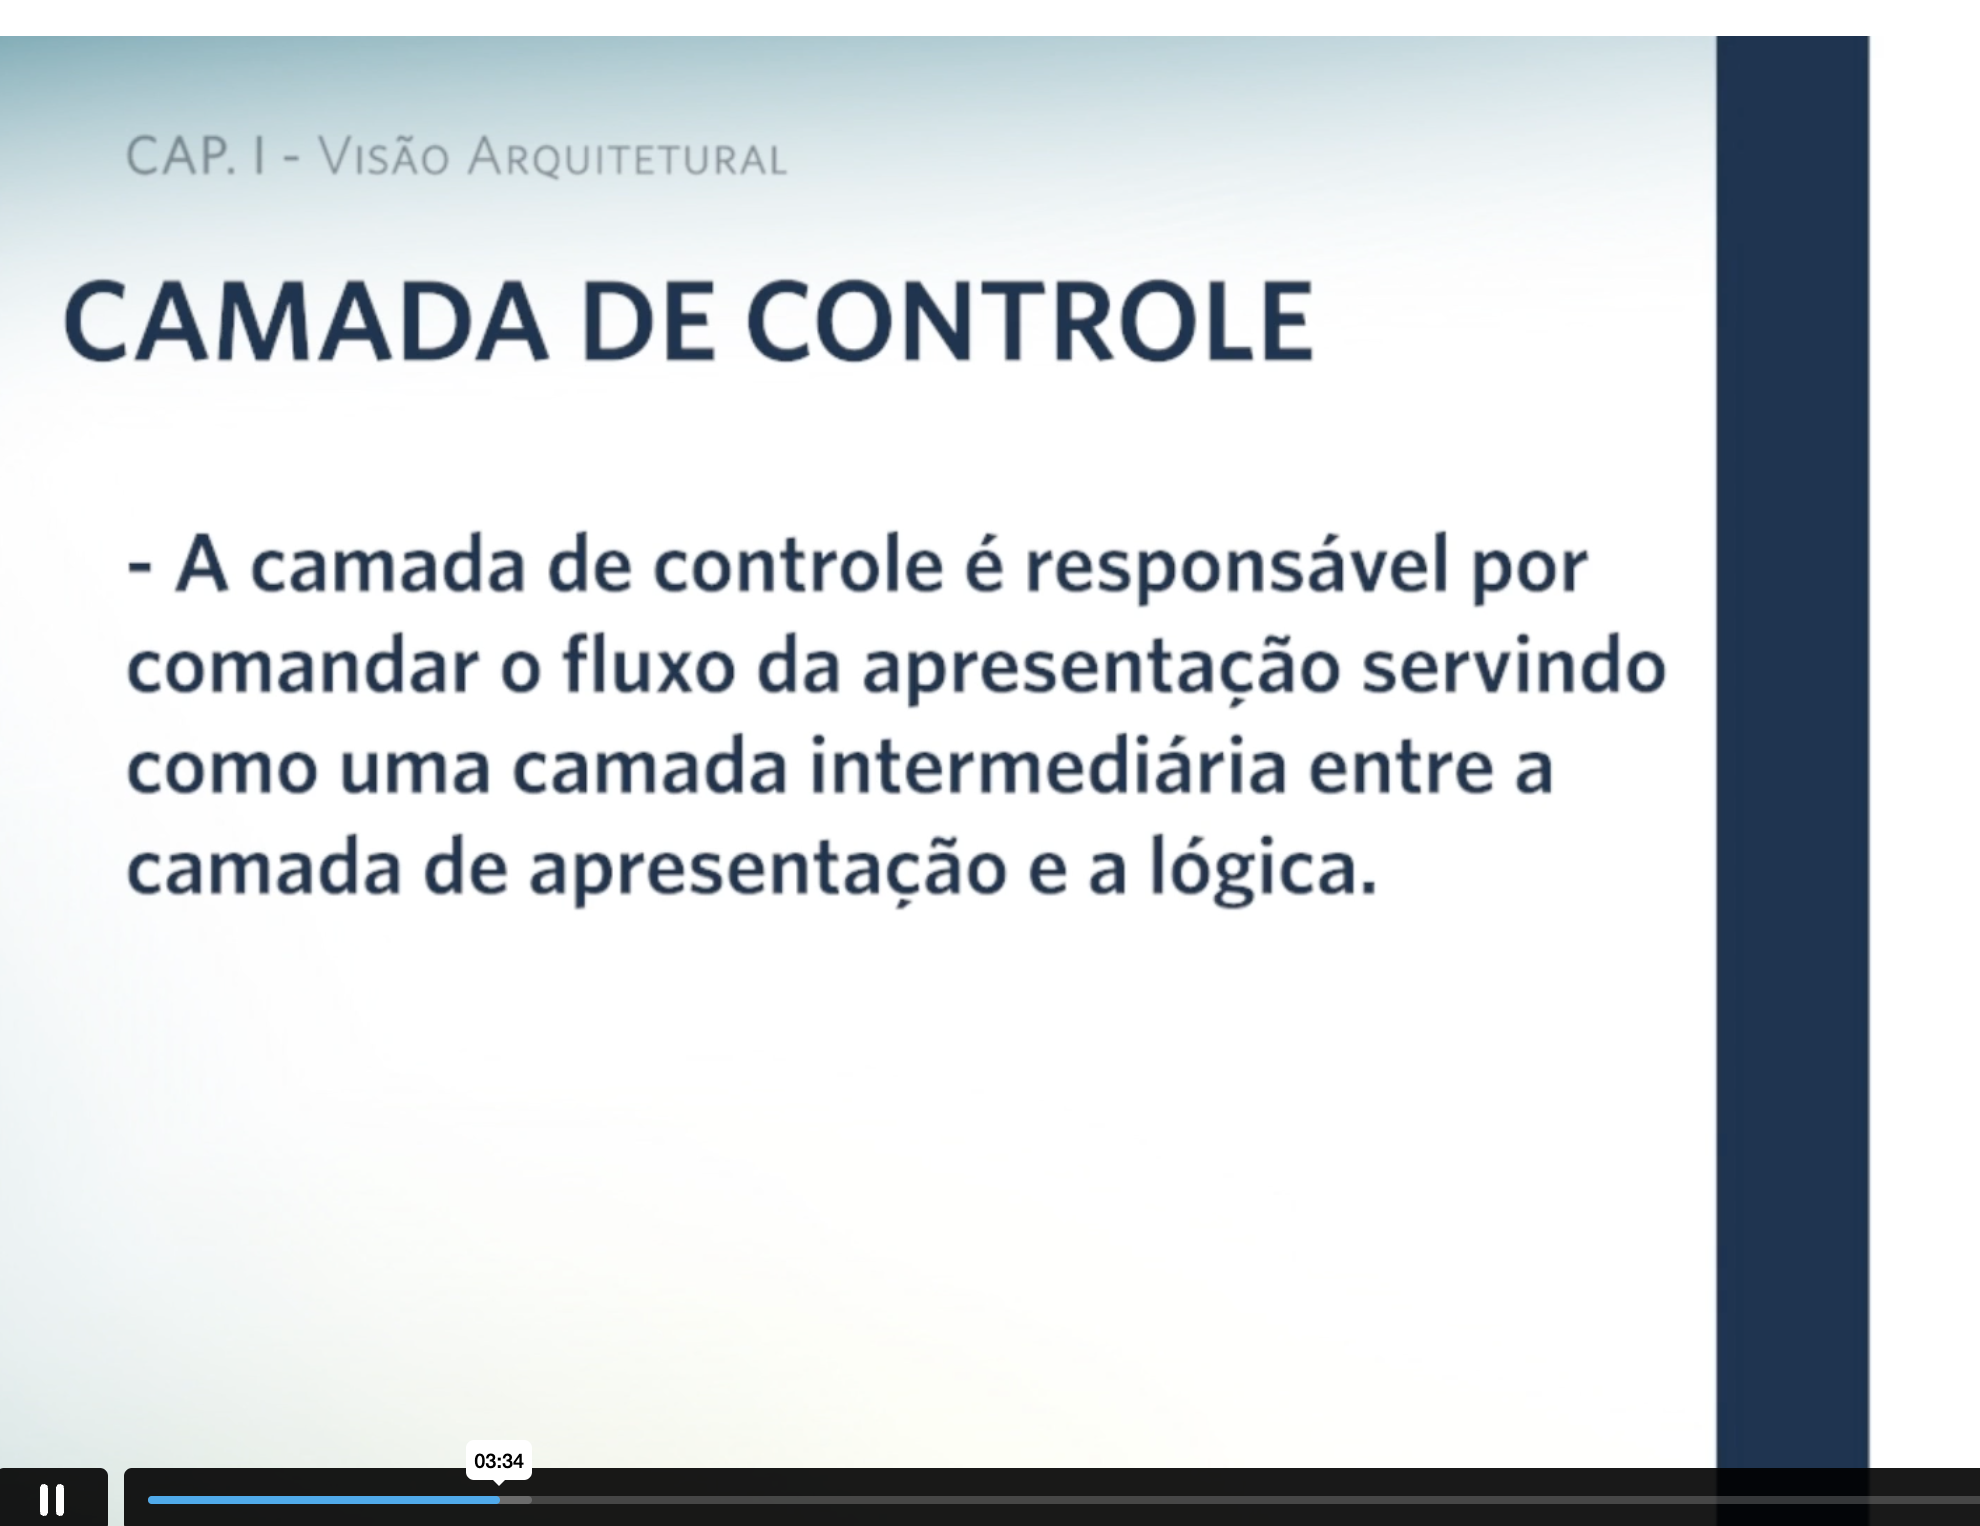 CAP. I - VISÃO ARQUITETURAL
CAMADA DE CONTROLE
- A camada de controle é responsável por
comandar o fluxo da apresentação servindo
como uma camada intermediária entre a
camada de apresentação e a lógica.
03:34